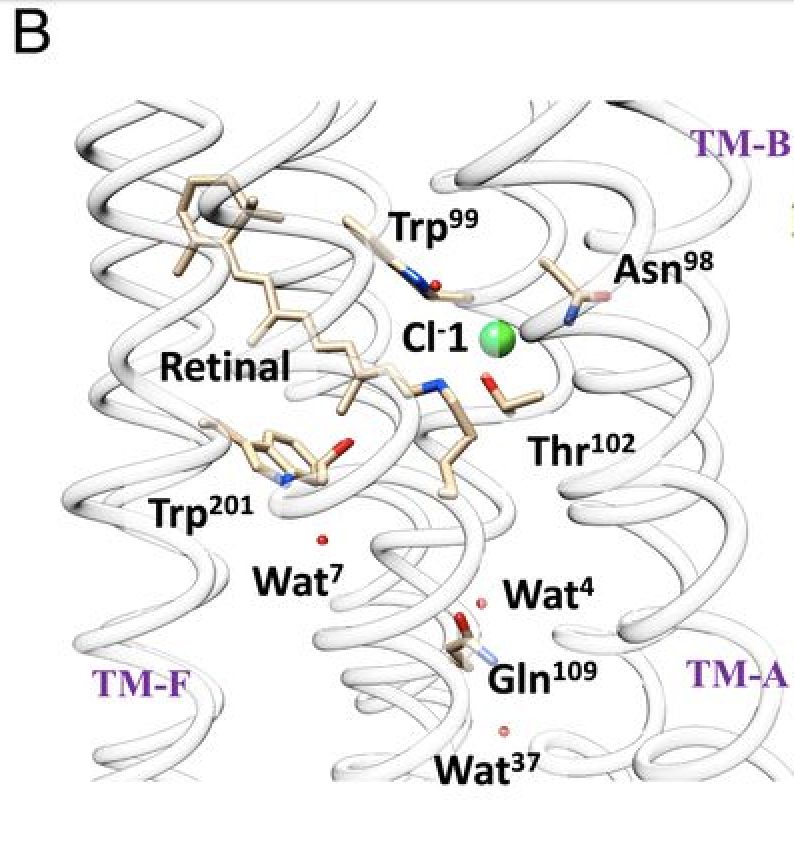 B
TM-B
Trp⁹⁹
Asn⁹⁸
Cl⁻1
Retinal
Thr¹⁰²
Trp²⁰¹
Wat⁷
Wat⁴
TM-F
Gln¹⁰⁹
TM-A
Wat³⁷